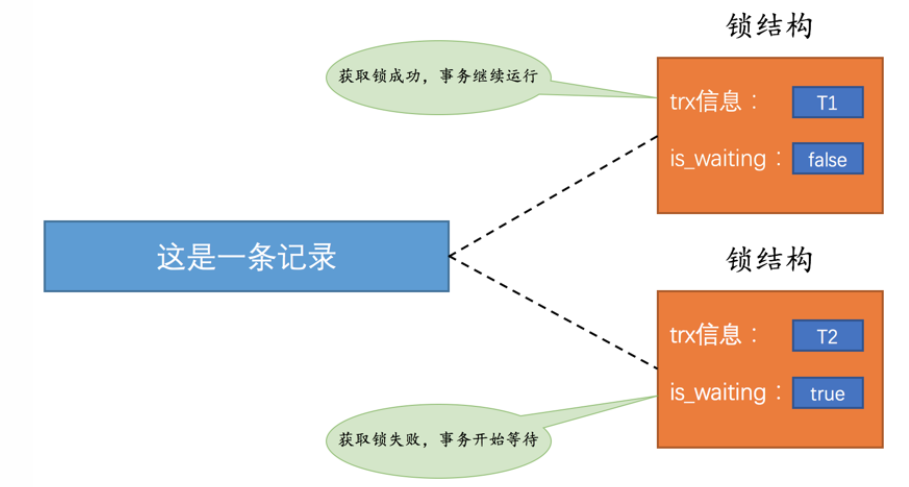 锁结构
获取锁成功，事务继续运行
trx信息： T1
is_waiting： false
这是一条记录
锁结构
trx信息： T2
is_waiting： true
获取锁失败，事务开始等待